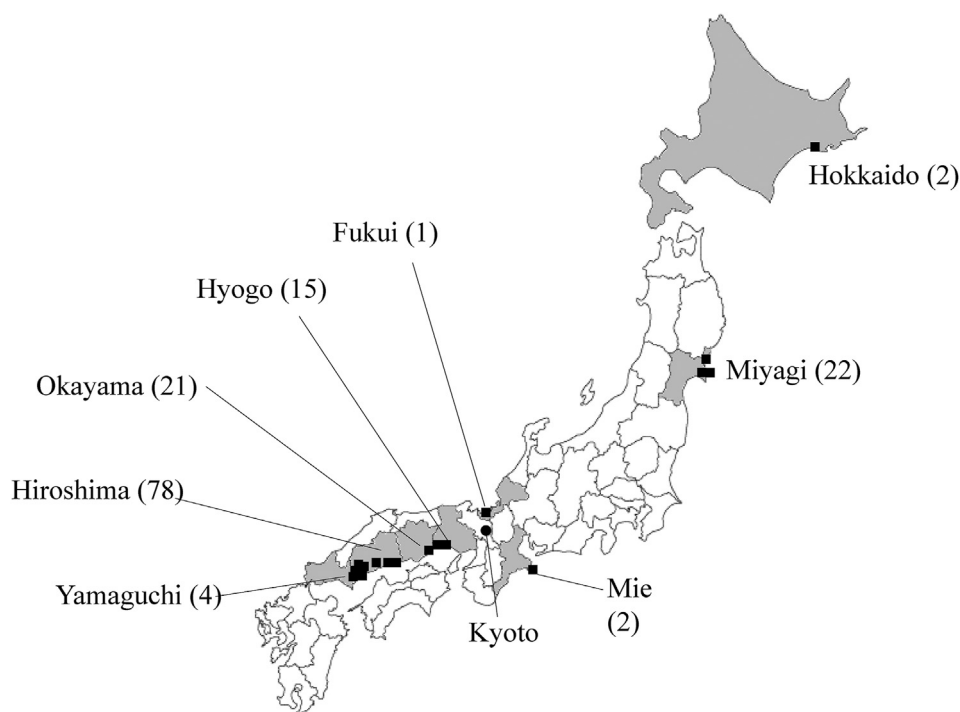 Hokkaido (2)
Fukui (1)
Hyogo (15)
Miyagi (22)
Okayama (21)
Hiroshima (78)
Yamaguchi (4)
Mie
(2)
Kyoto